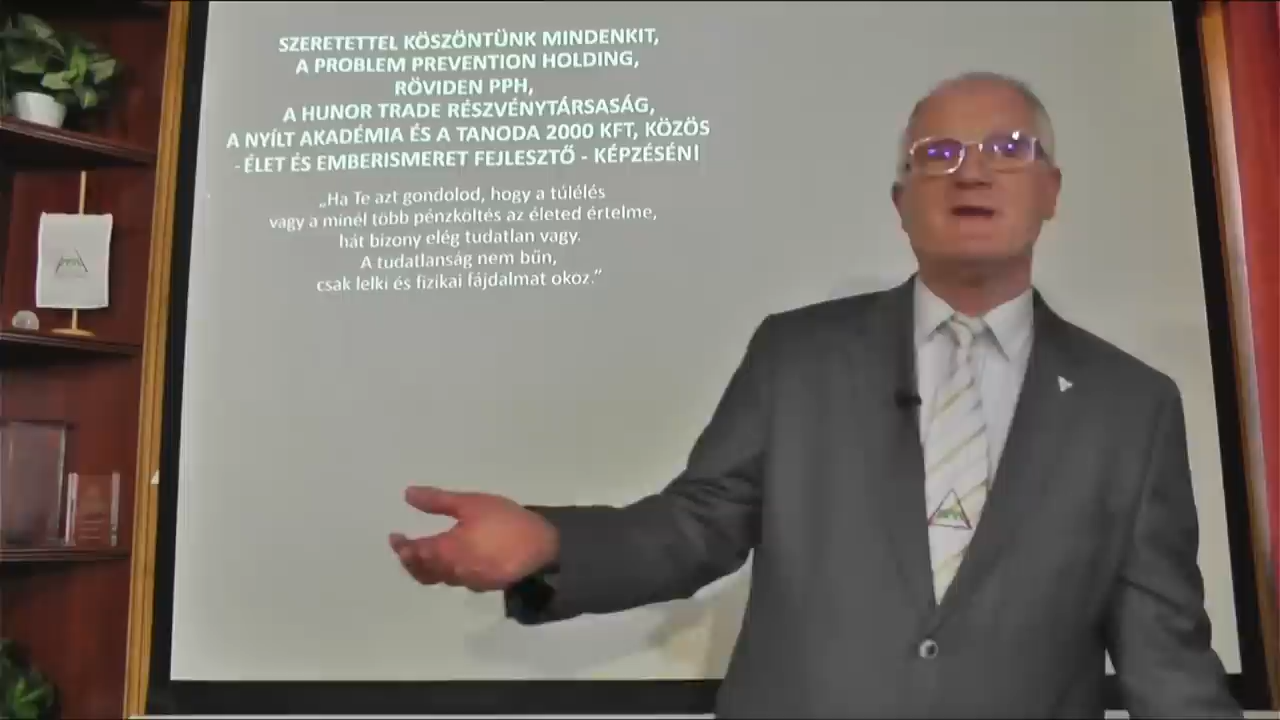 SZERETETTEL KÖSZÖNTÜNK MINDENKIT,
A PROBLEM PREVENTION HOLDING,
RÖVIDEN PPH,
A HUNOR TRADE RÉSZVÉNYTÁRSASÁG,
A NYÍLT AKADÉMIA ÉS A TANODA 2000 KFT, KÖZÖS
- ÉLET ÉS EMBERISMERET FEJLESZTŐ - KÉPZÉSÉN!
„Ha Te azt gondolod, hogy a túlélés
vagy a minél több pénzköltés az életed értelme,
hát bizony elég tudatlan vagy.
A tudatlanság nem bűn,
csak lelki és fizikai fájdalmat okoz.”